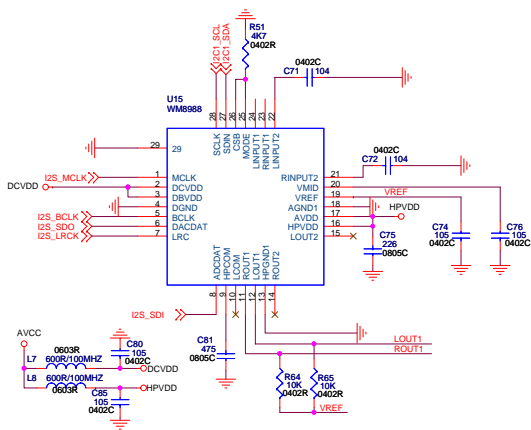 I2C1_SCL
I2C1_SDA
R51
4K7
0402R
0402C
C71
104
U15
WM8988
28
27
26
25
24
23
22
SCLK
SDIN
CSB
MODE
LINPUT1
RINPUT1
LINPUT2
29
29
I2S_MCLK
1
MCLK
DCVDD
2
DCVDD
3
DBVDD
4
DGND
I2S_BCLK
5
BCLK
I2S_SDO
6
DACDAT
I2S_LRCK
7
LRC
RINPUT2
21
VMID
20
VREF
19
VREF
AGND1
18
AVDD
17
HPVDD
HPVDD
16
LOUT2
15
0402C
C72
104
C75
226
0805C
C74
105
0402C
C76
105
0402C
ADCDAT
HPCOM
LCOM
ROUT1
LOUT1
HPGND1
ROUT2
8
9
10
11
12
13
14
I2S_SDI
C81
475
0805C
LOUT1
ROUT1
R64
10K
0402R
R65
10K
0402R
VREF
AVCC
0603R
L7
600R/100MHZ
L8
600R/100MHZ
0603R
C80
105
0402C
DCVDD
HPVDD
C85
105
0402C